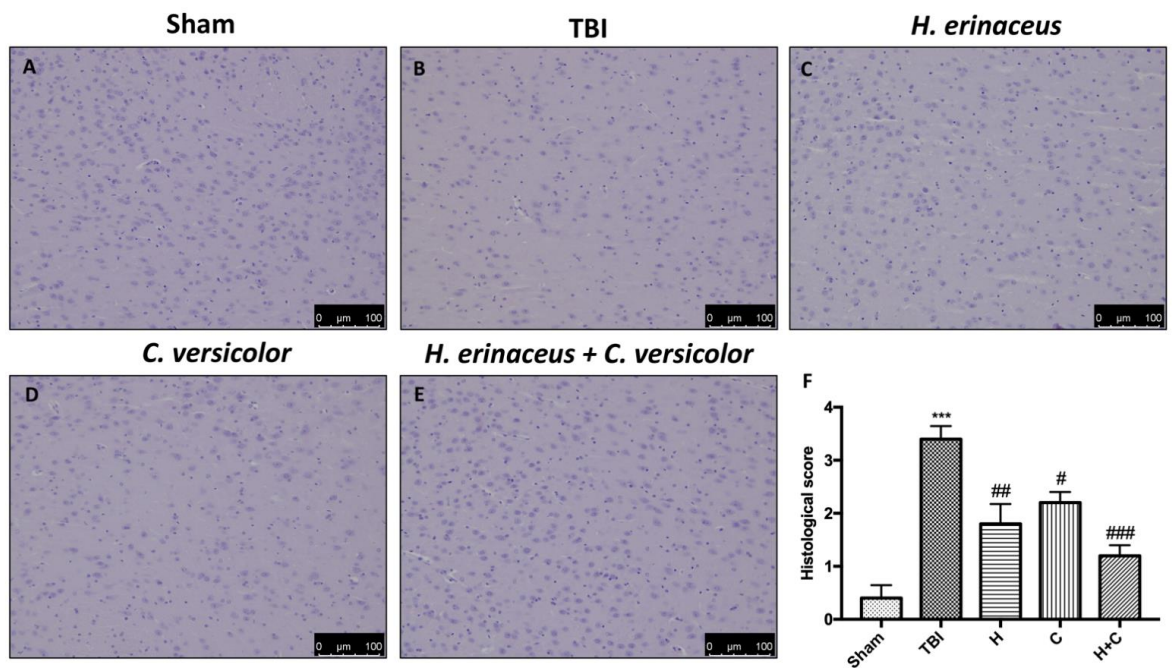 Sham
TBI
H. erinaceus
A
B
C
0 µm 100
0 µm 100
0 µm 100
C. versicolor
H. erinaceus + C. versicolor
D
E
0 µm 100
0 µm 100
F
Histological score
4
3
2
1
0
***
##
#
###
Sham
TBI
H
C
H+C